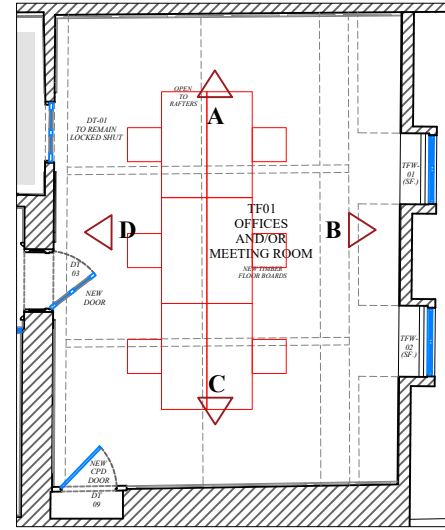 OPEN
TO
RAFTERS
A
DT-01
TO REMAIN
LOCKED SHUT
TFW-
01
(SF.)
TF01
OFFICES
AND/OR
MEETING ROOM
NEW TIMBER
FLOOR BOARDS
D
B
DT
03
NEW
DOOR
TFW-
02
(SF.)
C
NEW
CPD
DOOR
DT
09